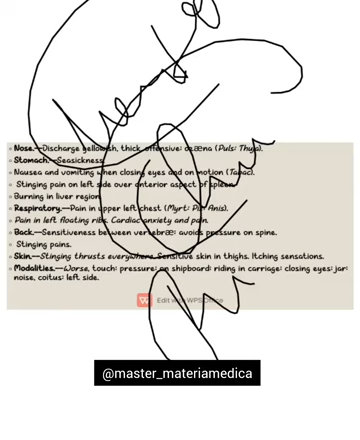 Nose.—Discharge yellowish, thick, offensive; ozæna (Puls; Thuja).
Stomach.—Seasickness.
Nausea and vomiting when closing eyes and on motion (Tabac).
Stinging pain on left side over anterior aspect of spleen.
Burning in liver region.
Respiratory.—Pain in upper left chest (Myrt; Pix; Anis).
Pain in left floating ribs. Cardiac anxiety and pain.
Back.—Sensitiveness between vertebræ; avoids pressure on spine.
Stinging pains.
Skin.—Stinging thrusts everywhere. Sensitive skin in thighs. Itching sensations.
Modalities.—Worse, touch; pressure; on shipboard; riding in carriage; closing eyes; jar;
noise, coitus; left side.
Edit with WPS Office
@master_materiamedica